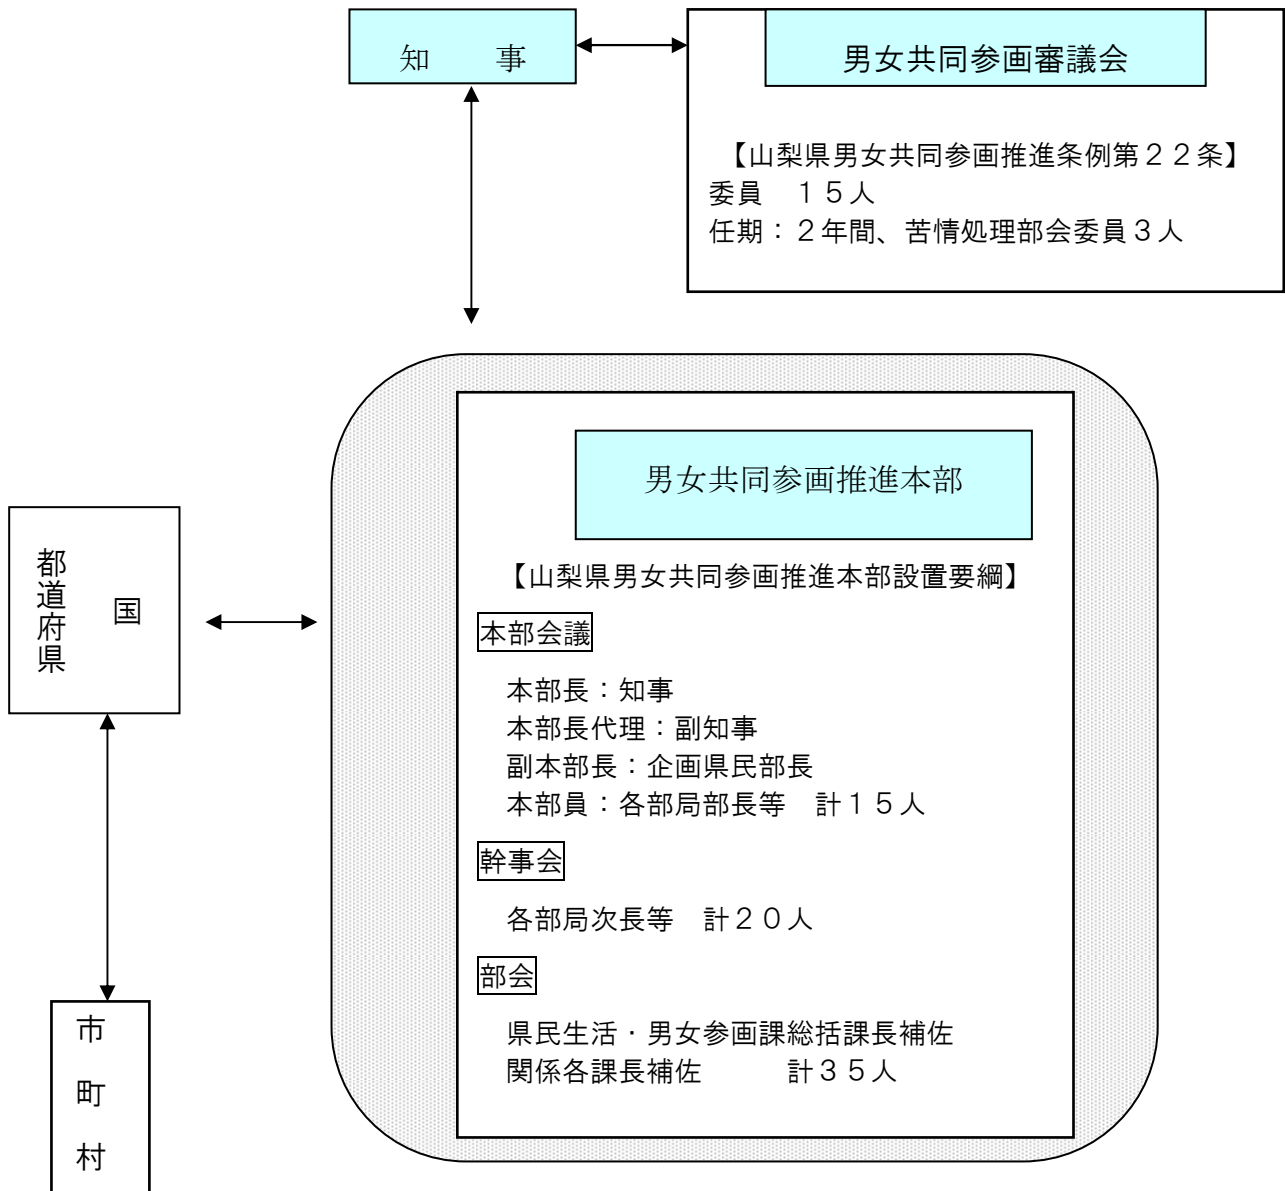 知　　事
男女共同参画審議会
【山梨県男女共同参画推進条例第２２条】
委員　１５人
任期：２年間、苦情処理部会委員３人
男女共同参画推進本部
【山梨県男女共同参画推進本部設置要綱】
本部会議
本部長：知事
本部長代理：副知事
副本部長：企画県民部長
本部員：各部局部長等　計１５人
幹事会
各部局次長等　計２０人
部会
県民生活・男女参画課総括課長補佐
関係各課長補佐　　　計３５人
国
都道府県
市町村